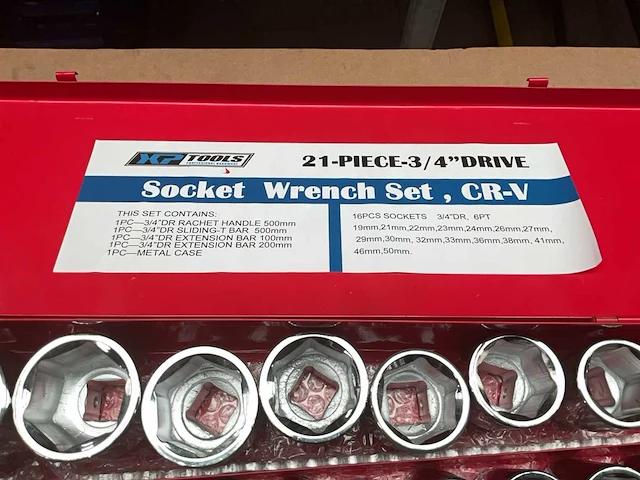 XP TOOLS
PROFESSIONAL HARDWARE
21-PIECE-3/4”DRIVE
Socket Wrench Set , CR-V
THIS SET CONTAINS:
1PC—3/4”DR RACHET HANDLE 500mm
1PC—3/4”DR SLIDING-T BAR 500mm
1PC—3/4”DR EXTENSION BAR 100mm
1PC—3/4”DR EXTENSION BAR 200mm
1PC—METAL CASE
16PCS SOCKETS 3/4”DR, 6PT
19mm,21mm,22mm,23mm,24mm,26mm,27mm,
29mm,30mm, 32mm,33mm,36mm,38mm, 41mm,
46mm,50mm.